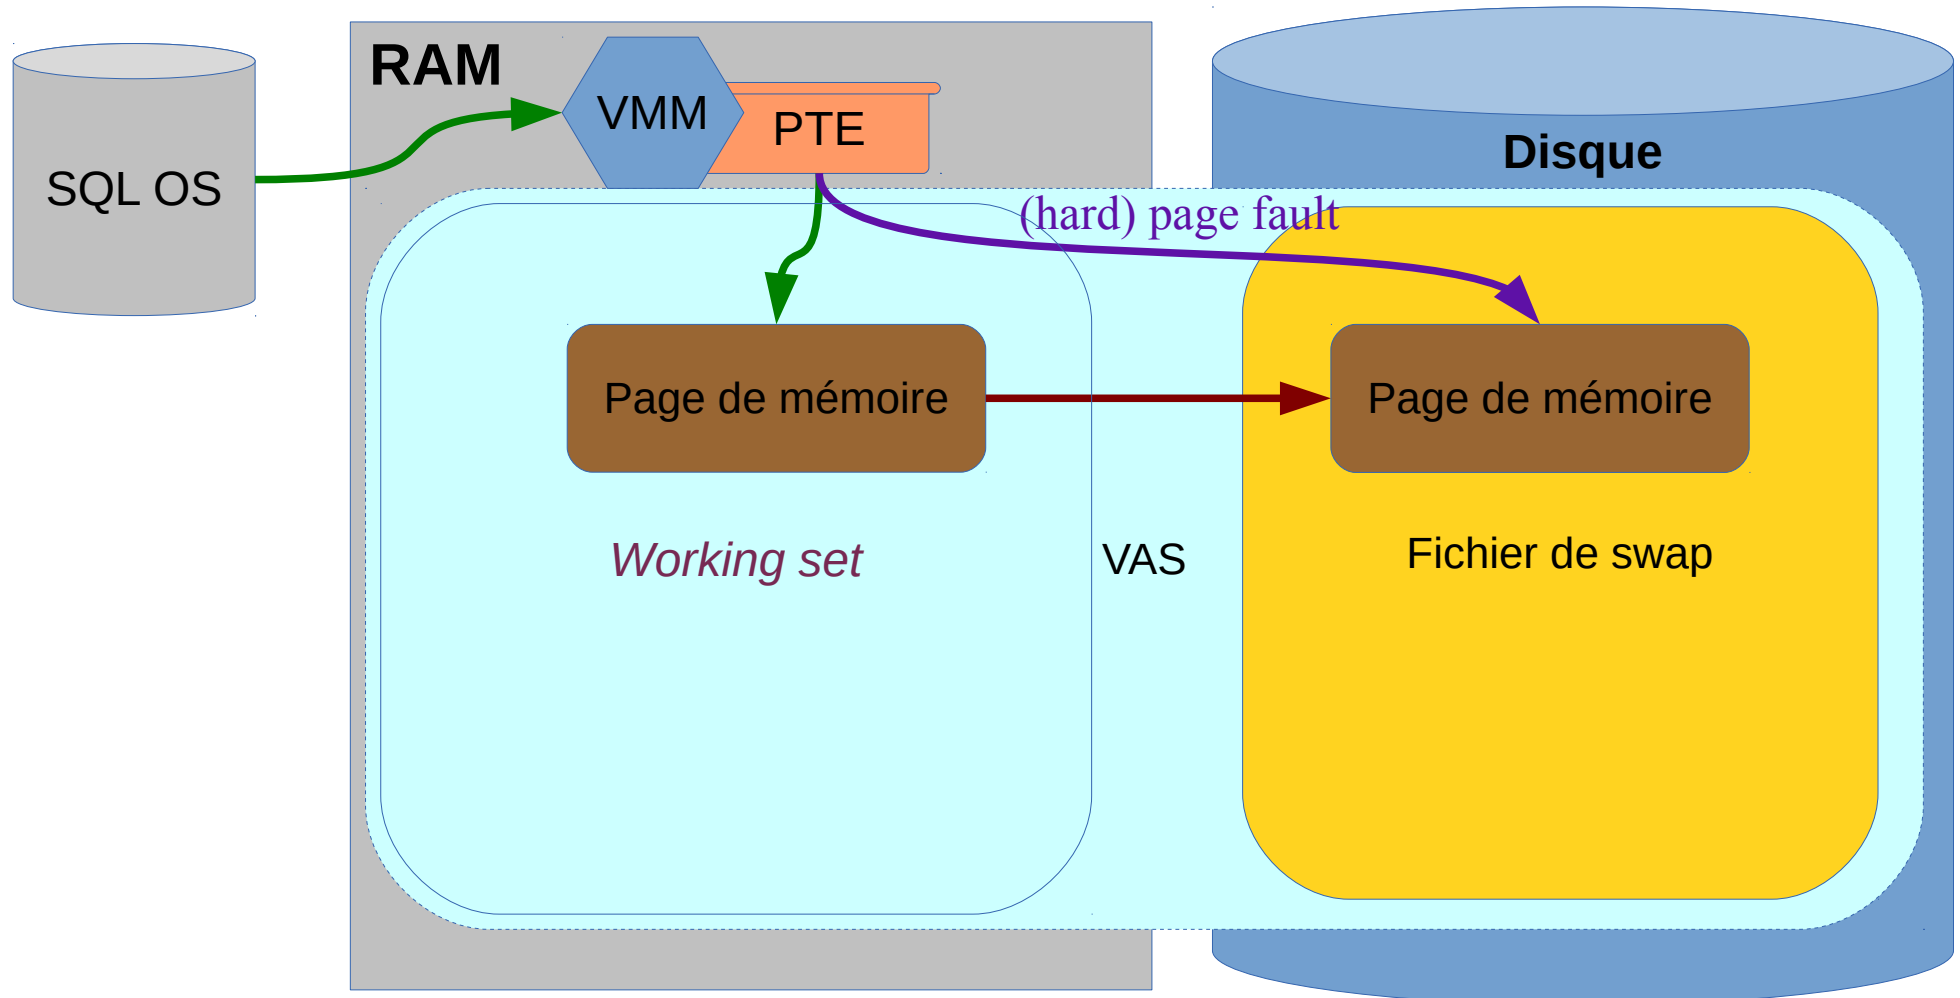 RAM
VMM
PTE
SQL OS
Disque
(hard) page fault
Page de mémoire
Page de mémoire
Working set
VAS
Fichier de swap